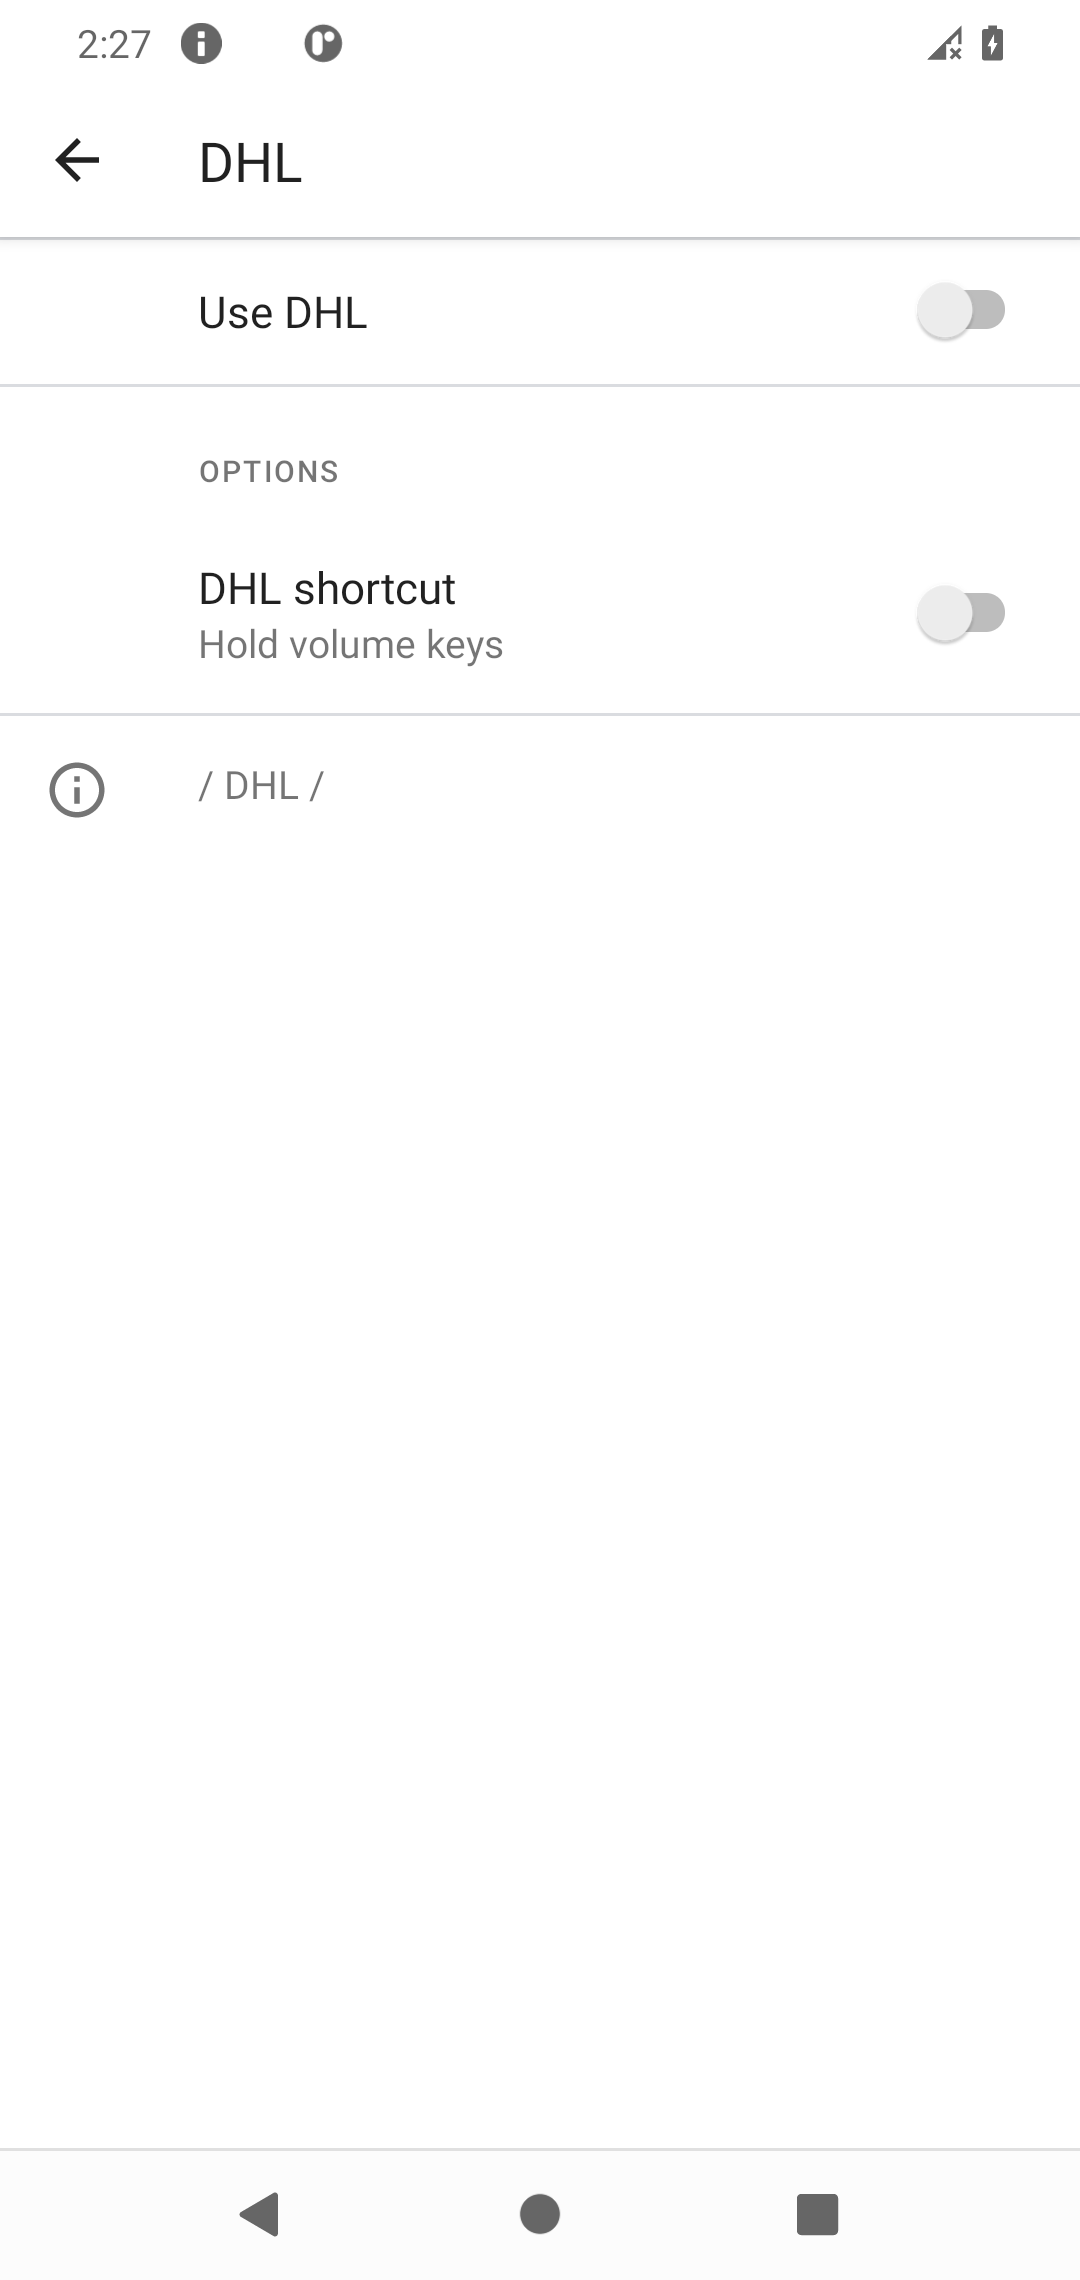 2:27
DHL
Use DHL
OPTIONS
DHL shortcut
Hold volume keys
/ DHL /